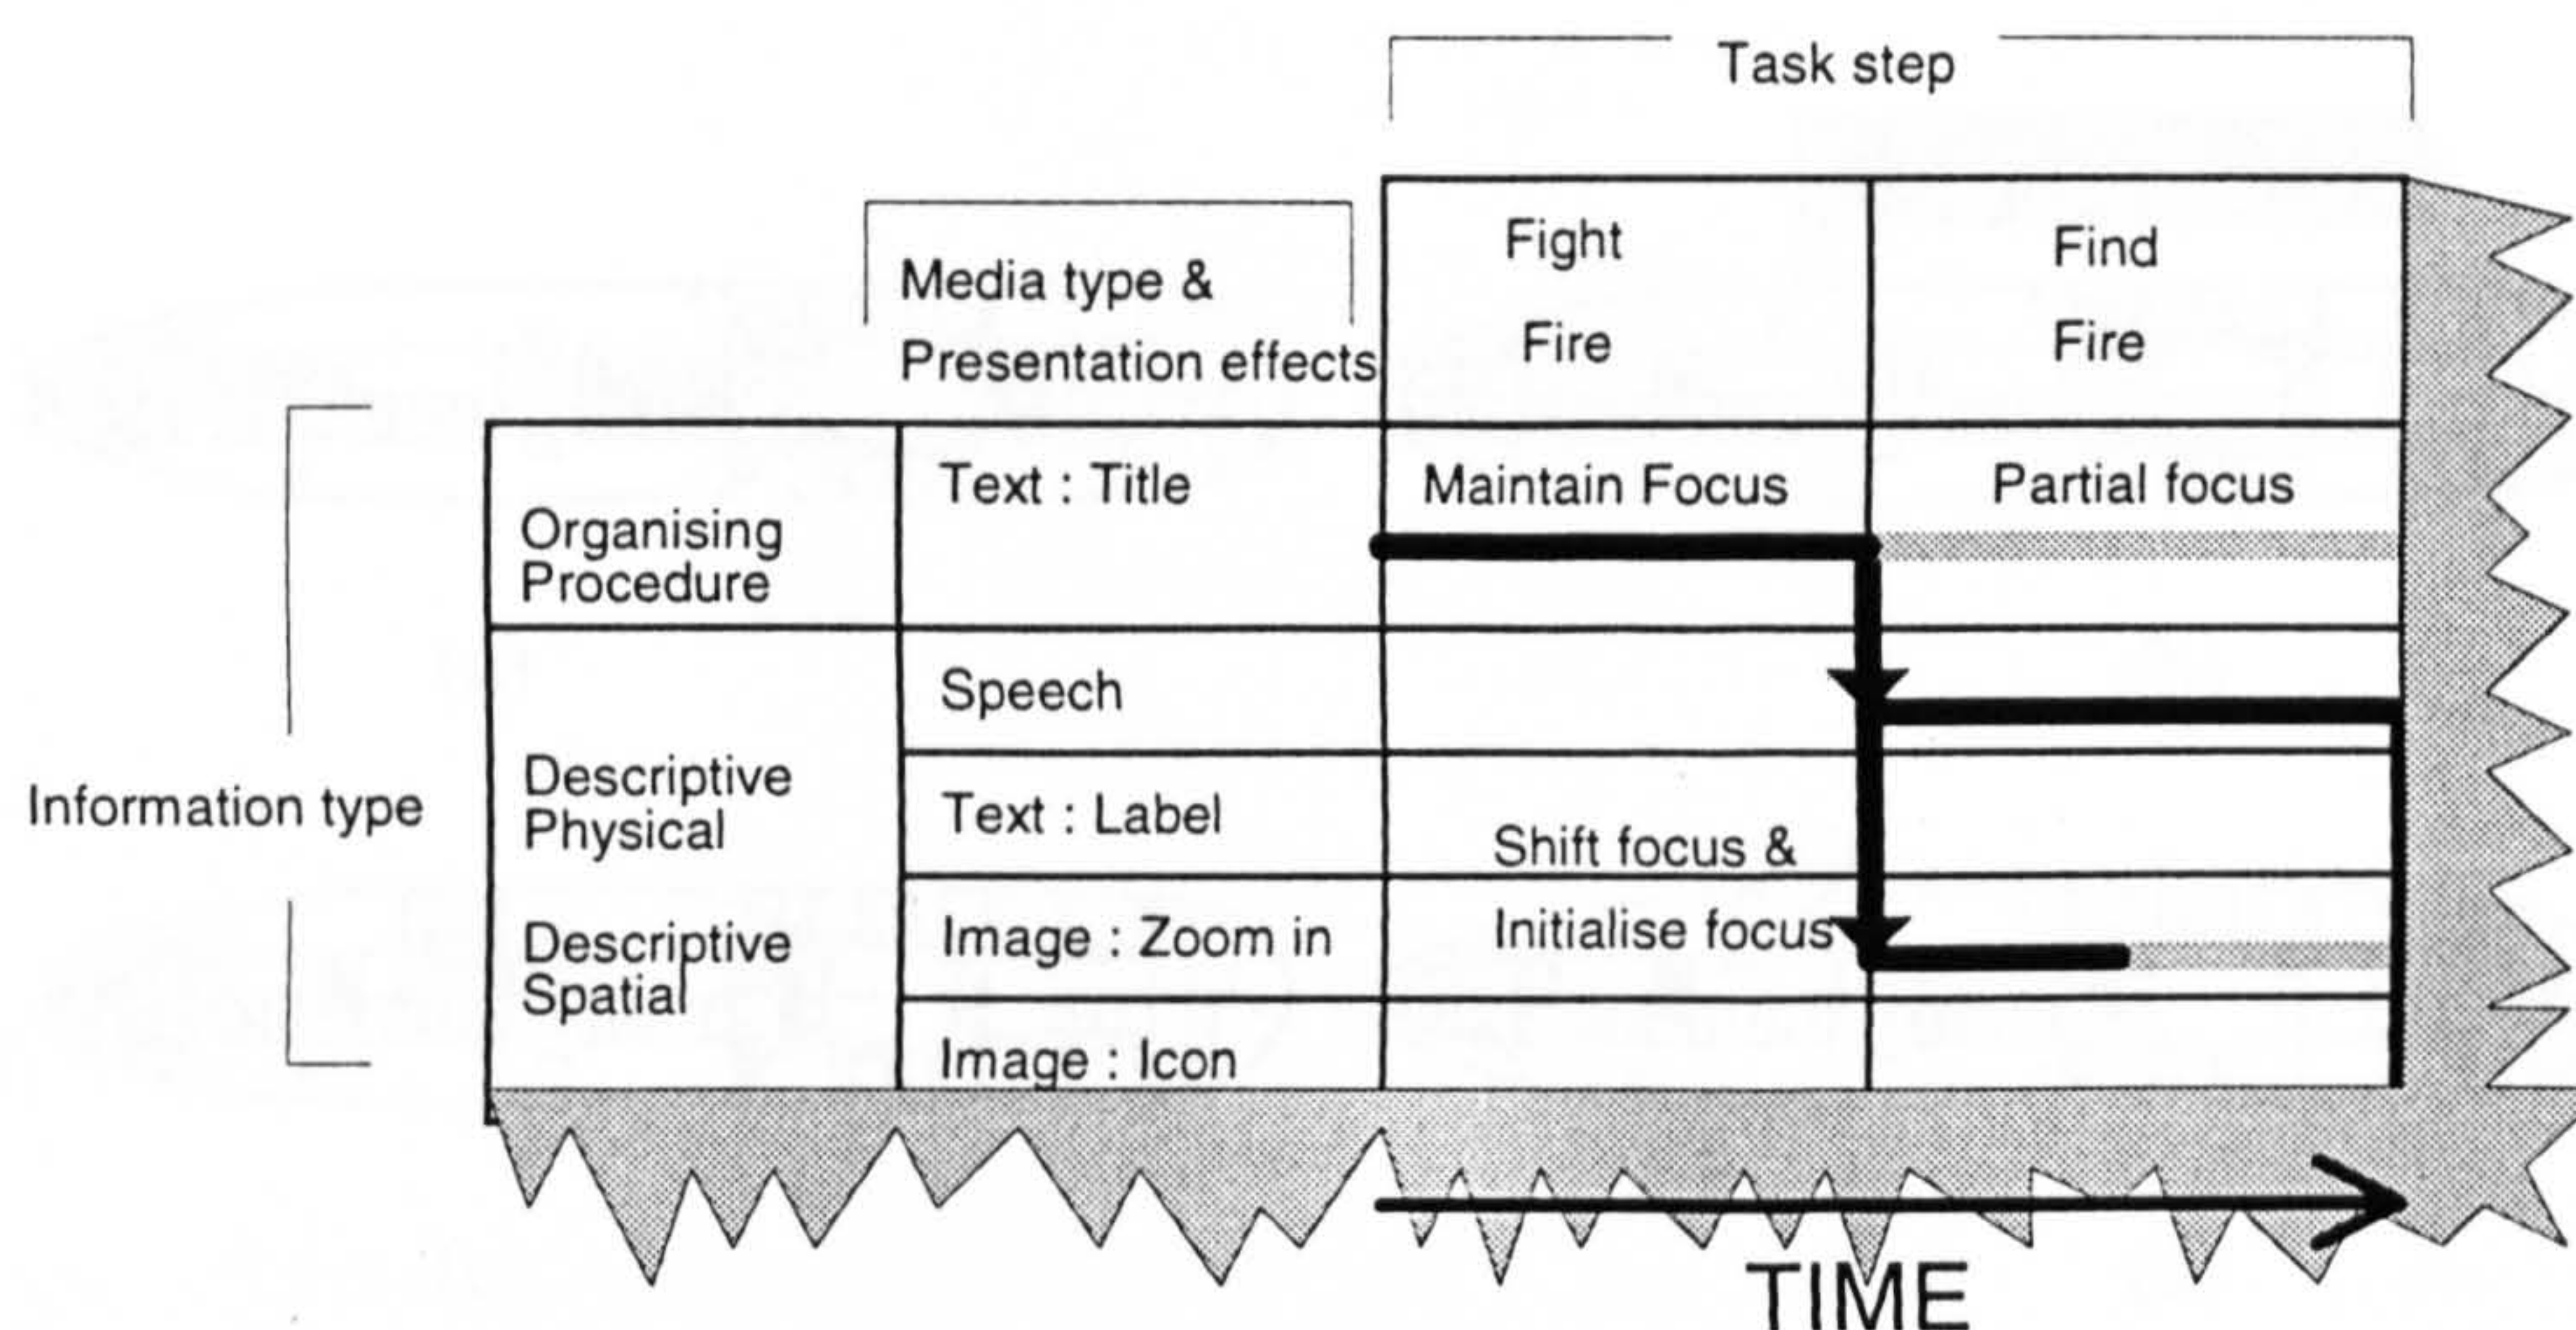 Task step
Fight
Fire
Find
Fire
Media type &
Presentation effects
Text : Title
Maintain Focus
Partial focus
Organising
Procedure
Speech
Information type
Descriptive
Physical
Text : Label
Shift focus &
Descriptive
Spatial
Image : Zoom in
Initialise focus
Image : Icon
TIME